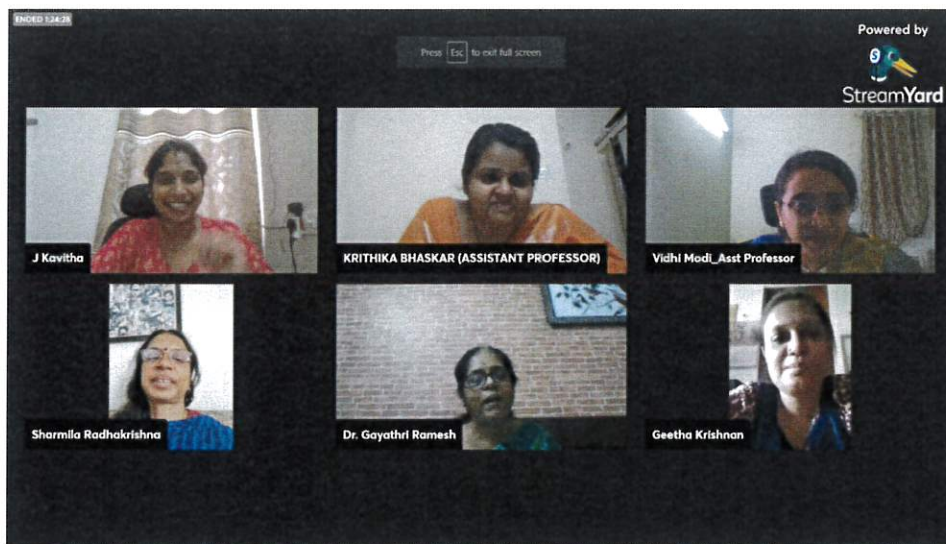 ENDED 1:34:28
Press Esc to exit full screen
Powered by
StreamYard
J Kavitha
KRITHIKA BHASKAR (ASSISTANT PROFESSOR)
Vidhi Modi_Asst Professor
Sharmila Radhakrishna
Dr. Gayathri Ramesh
Geetha Krishnan